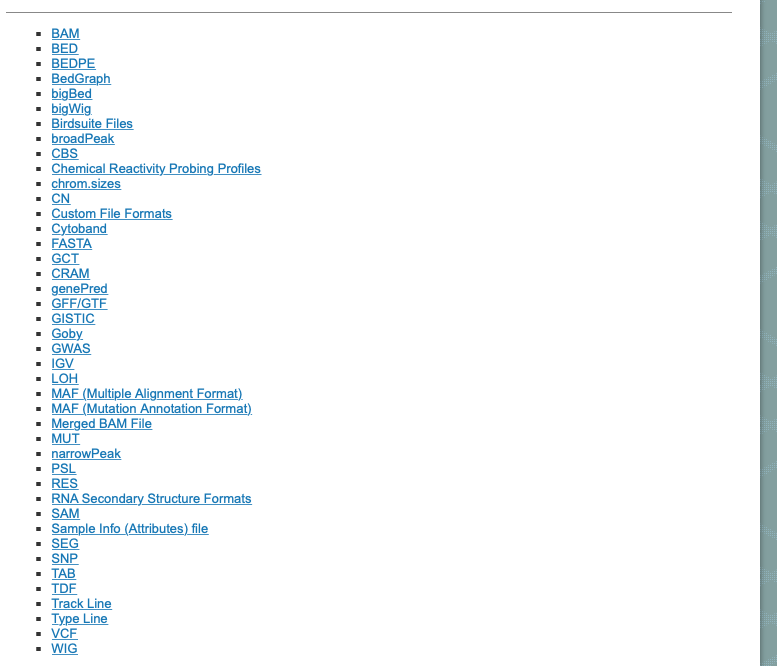 BAM
BED
BEDPE
BedGraph
bigBed
bigWig
Birdsuite Files
broadPeak
CBS
Chemical Reactivity Probing Profiles
chrom.sizes
CN
Custom File Formats
Cytoband
FASTA
GCT
CRAM
genePred
GFF/GTF
GISTIC
Goby
GWAS
IGV
LOH
MAF (Multiple Alignment Format)
MAF (Mutation Annotation Format)
Merged BAM File
MUT
narrowPeak
PSL
RES
RNA Secondary Structure Formats
SAM
Sample Info (Attributes) file
SEG
SNP
TAB
TDF
Track Line
Type Line
VCF
WIG